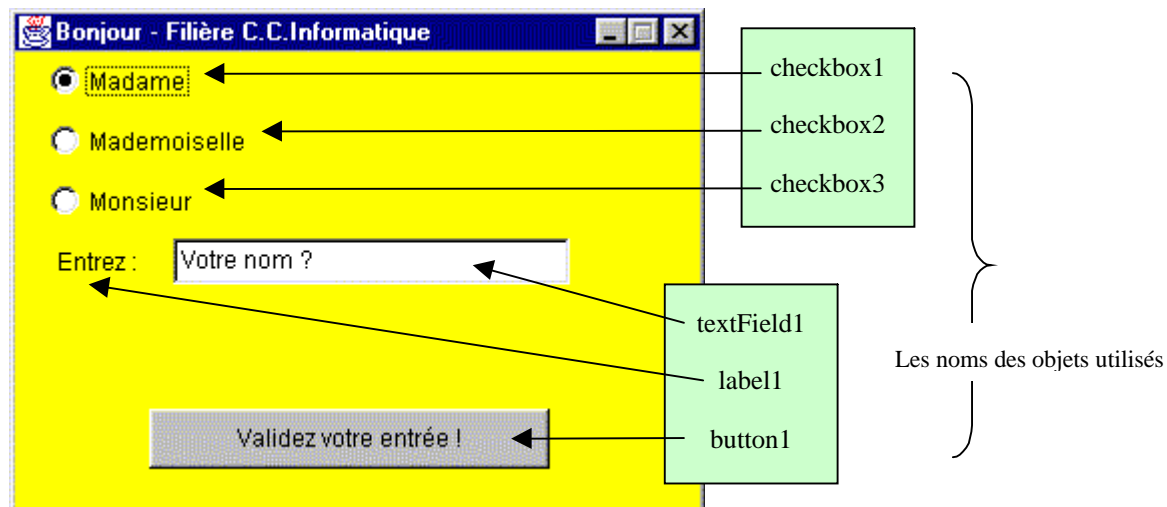 Bonjour - Filière C.C.Informatique
Madame
Mademoiselle
Monsieur
Entrez :
Votre nom ?
Validez votre entrée !
checkbox1
checkbox2
checkbox3
textField1
label1
button1
Les noms des objets utilisés